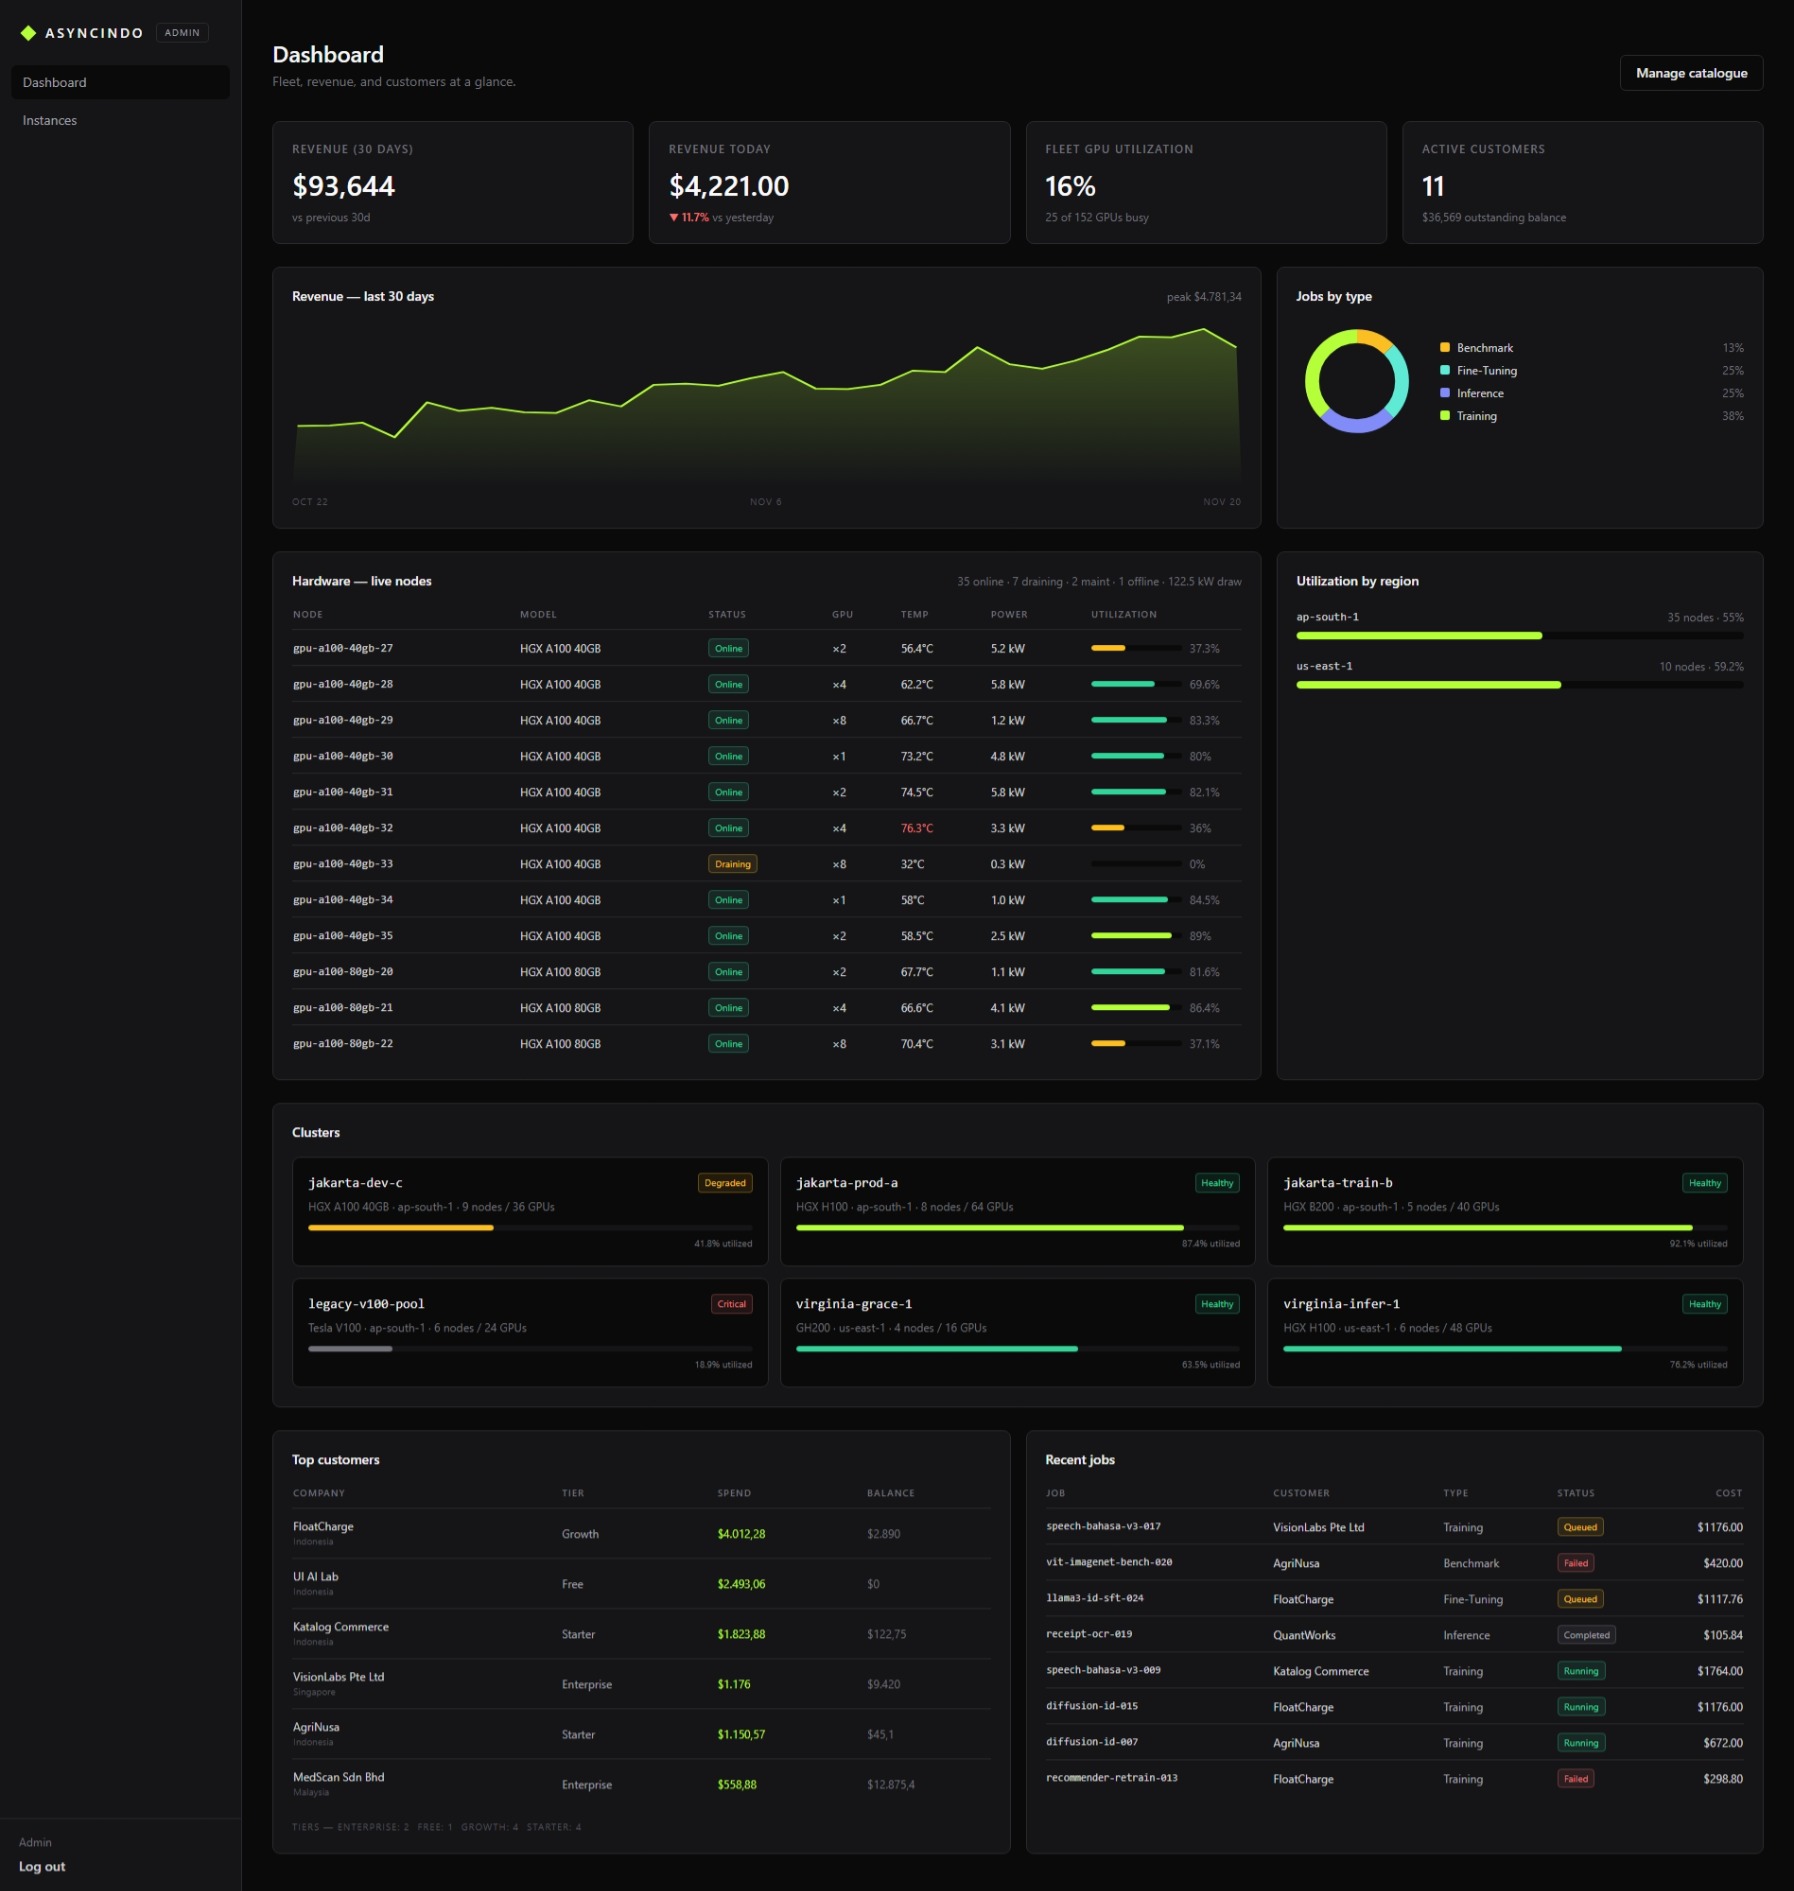 ASYNCINDO ADMIN
Dashboard
Instances
Dashboard
Fleet, revenue, and customers at a glance.
Manage catalogue
REVENUE (30 DAYS)
$93,644
vs previous 30d
REVENUE TODAY
$4,221.00
▼ 11.7% vs yesterday
FLEET GPU UTILIZATION
16%
25 of 152 GPUs busy
ACTIVE CUSTOMERS
11
$36,569 outstanding balance
Revenue — last 30 days peak $4.781,34
OCT 22 NOV 6 NOV 20
Jobs by type
Benchmark 13%
Fine-Tuning 25%
Inference 25%
Training 38%
Hardware — live nodes 35 online · 7 draining · 2 maint · 1 offline · 122.5 kW draw
NODE MODEL STATUS GPU TEMP POWER UTILIZATION
gpu-a100-40gb-27 HGX A100 40GB Online ×2 56.4°C 5.2 kW 37.3%
gpu-a100-40gb-28 HGX A100 40GB Online ×4 62.2°C 5.8 kW 69.6%
gpu-a100-40gb-29 HGX A100 40GB Online ×8 66.7°C 1.2 kW 83.3%
gpu-a100-40gb-30 HGX A100 40GB Online ×1 73.2°C 4.8 kW 80%
gpu-a100-40gb-31 HGX A100 40GB Online ×2 74.5°C 5.8 kW 82.1%
gpu-a100-40gb-32 HGX A100 40GB Online ×4 76.3°C 3.3 kW 36%
gpu-a100-40gb-33 HGX A100 40GB Draining ×8 32°C 0.3 kW 0%
gpu-a100-40gb-34 HGX A100 40GB Online ×1 58°C 1.0 kW 84.5%
gpu-a100-40gb-35 HGX A100 40GB Online ×2 58.5°C 2.5 kW 89%
gpu-a100-80gb-20 HGX A100 80GB Online ×2 67.7°C 1.1 kW 81.6%
gpu-a100-80gb-21 HGX A100 80GB Online ×4 66.6°C 4.1 kW 86.4%
gpu-a100-80gb-22 HGX A100 80GB Online ×8 70.4°C 3.1 kW 37.1%
Utilization by region
ap-south-1 35 nodes · 55%
us-east-1 10 nodes · 59.2%
Clusters
jakarta-dev-c Degraded
HGX A100 40GB · ap-south-1 · 9 nodes / 36 GPUs
41.8% utilized
jakarta-prod-a Healthy
HGX H100 · ap-south-1 · 8 nodes / 64 GPUs
87.4% utilized
jakarta-train-b Healthy
HGX B200 · ap-south-1 · 5 nodes / 40 GPUs
92.1% utilized
legacy-v100-pool Critical
Tesla V100 · ap-south-1 · 6 nodes / 24 GPUs
18.9% utilized
virginia-grace-1 Healthy
GH200 · us-east-1 · 4 nodes / 16 GPUs
63.5% utilized
virginia-infer-1 Healthy
HGX H100 · us-east-1 · 6 nodes / 48 GPUs
76.2% utilized
Top customers
COMPANY TIER SPEND BALANCE
FloatCharge Growth $4.012,28 $2.890
Indonesia
UI AI Lab Free $2.493,06 $0
Indonesia
Katalog Commerce Starter $1.823,88 $122,75
Indonesia
VisionLabs Pte Ltd Enterprise $1.176 $9.420
Singapore
AgriNusa Starter $1.150,57 $45,1
Indonesia
MedScan Sdn Bhd Enterprise $558,88 $12.875,4
Malaysia
TIERS — ENTERPRISE: 2 FREE: 1 GROWTH: 4 STARTER: 4
Recent jobs
JOB CUSTOMER TYPE STATUS COST
speech-bahasa-v3-017 VisionLabs Pte Ltd Training Queued $1176.00
vit-imagenet-bench-020 AgriNusa Benchmark Failed $420.00
llama3-id-sft-024 FloatCharge Fine-Tuning Queued $1117.76
receipt-ocr-019 QuantWorks Inference Completed $105.84
speech-bahasa-v3-009 Katalog Commerce Training Running $1764.00
diffusion-id-015 FloatCharge Training Running $1176.00
diffusion-id-007 AgriNusa Training Running $672.00
recommender-retrain-013 FloatCharge Training Failed $298.80
Admin
Log out